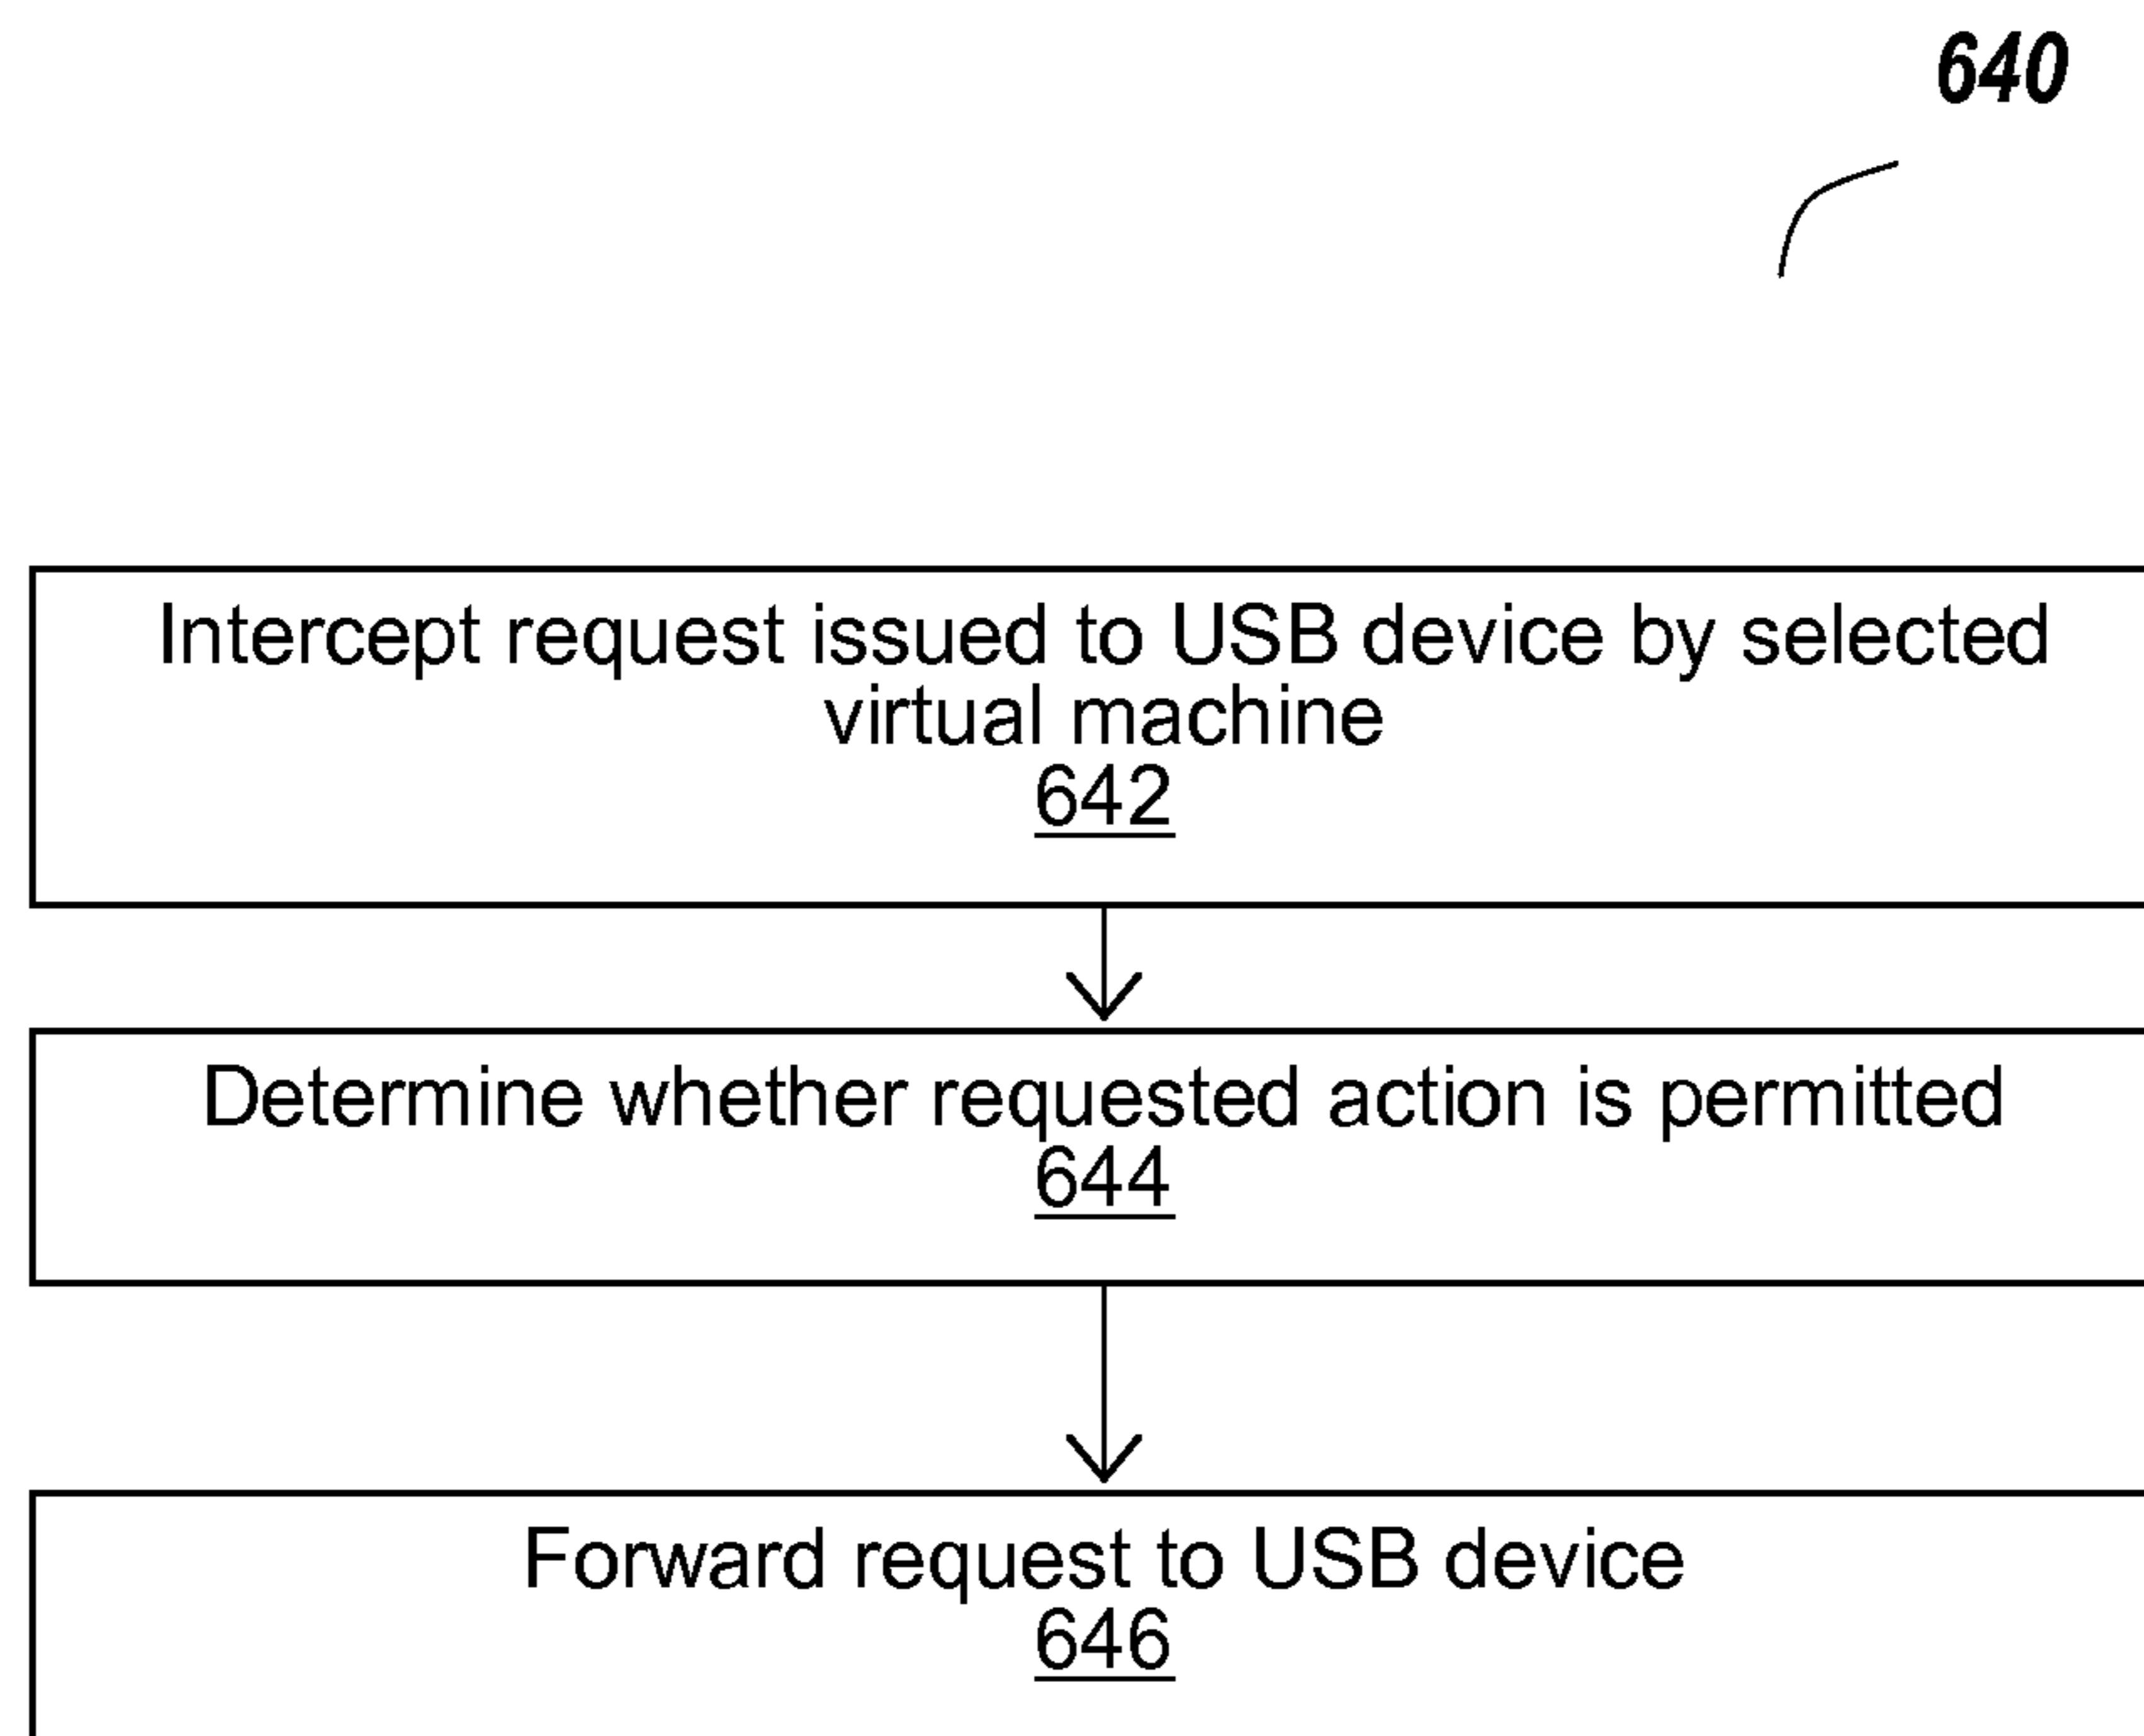 640
Intercept request issued to USB device by selected
virtual machine
642
Determine whether requested action is permitted
644
Forward request to USB device
646